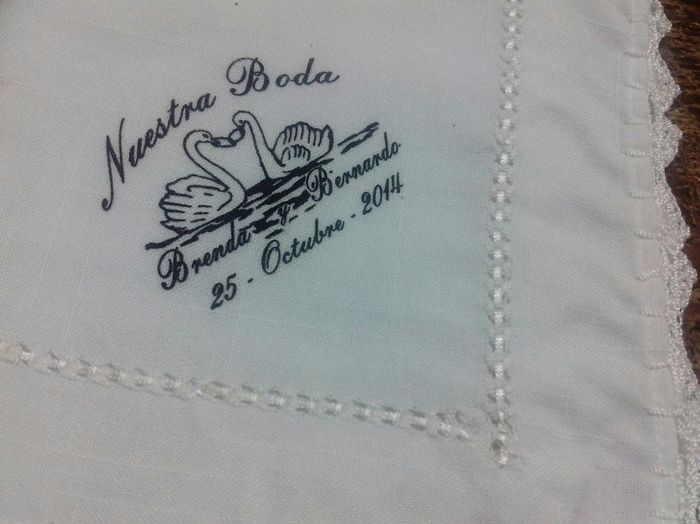 Nuestra Boda
Brenda y Bernardo
25 - Octubre - 2014